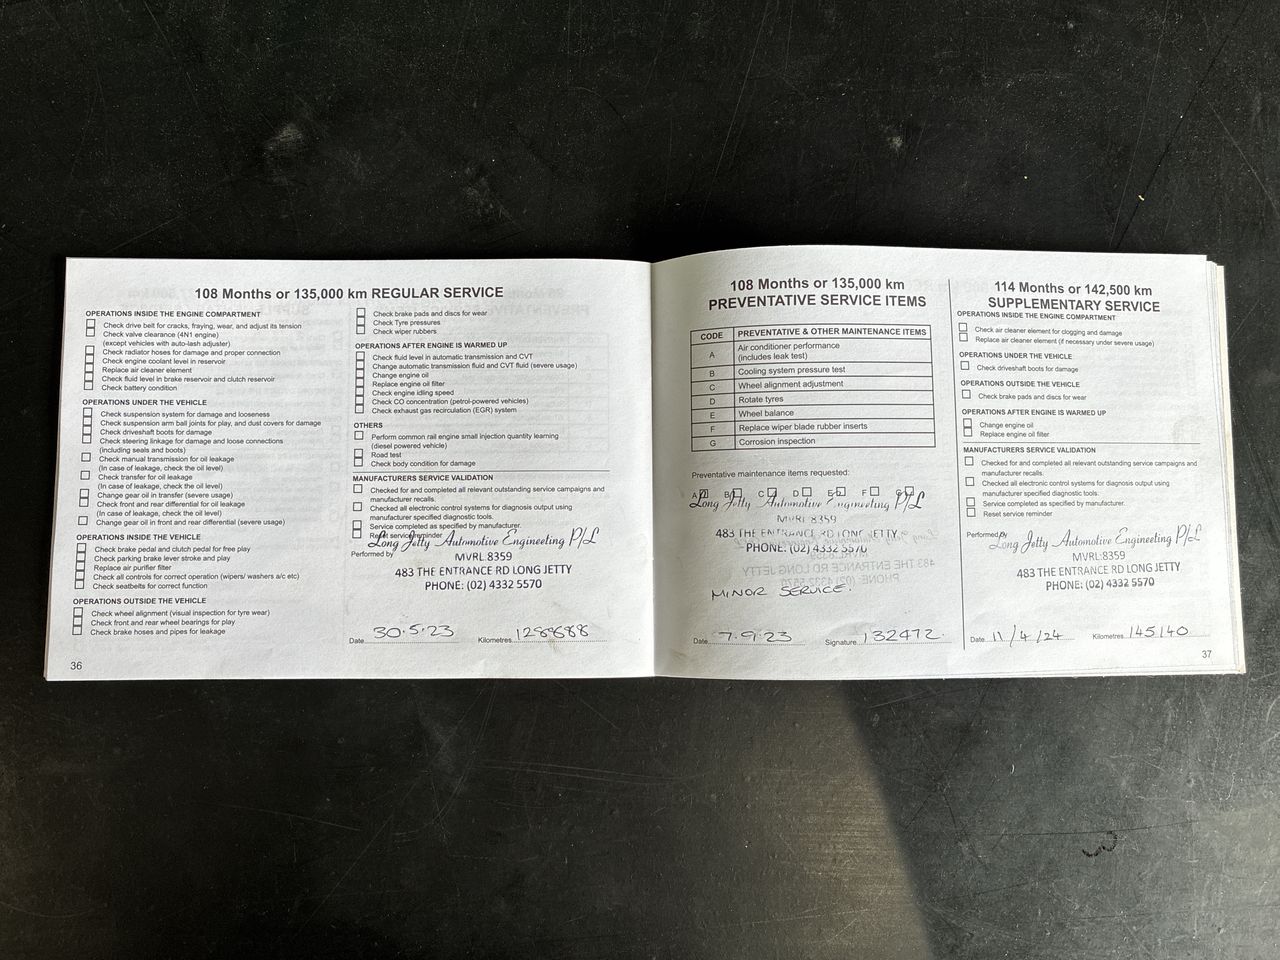 108 Months or 135,000 km REGULAR SERVICE
OPERATIONS INSIDE THE ENGINE COMPARTMENT
Check drive belt for cracks, fraying, wear, and adjust its tension
Check valve clearance (4N1 engine)
(except vehicles with auto-lash adjuster)
Check radiator hoses for damage and proper connection
Check engine coolant level in reservoir
Replace air cleaner element
Check fluid level in brake reservoir and clutch reservoir
Check battery condition
OPERATIONS UNDER THE VEHICLE
Check suspension system for damage and looseness
Check suspension arm ball joints for play, and dust covers for damage
Check driveshaft boots for damage
Check steering linkage for damage and loose connections
(including seals and boots)
Check manual transmission for oil leakage
(In case of leakage, check the oil level)
Check transfer for oil leakage
(In case of leakage, check the oil level)
Change gear oil in transfer (severe usage)
Check front and rear differential for oil leakage
(In case of leakage, check the oil level)
Change gear oil in front and rear differential (severe usage)
OPERATIONS INSIDE THE VEHICLE
Check brake pedal and clutch pedal for free play
Check parking brake lever stroke and play
Replace air purifier filter
Check all controls for correct operation (wipers/ washers a/c etc)
Check seatbelts for correct function
OPERATIONS OUTSIDE THE VEHICLE
Check wheel alignment (visual inspection for tyre wear)
Check front and rear wheel bearings for play
Check brake hoses and pipes for leakage
36
Check brake pads and discs for wear
Check Tyre pressures
Check wiper rubbers
OPERATIONS AFTER ENGINE IS WARMED UP
Check fluid level in automatic transmission and CVT
Change automatic transmission fluid and CVT fluid (severe usage)
Change engine oil
Replace engine oil filter
Check engine idling speed
Check CO concentration (petrol-powered vehicles)
Check exhaust gas recirculation (EGR) system
OTHERS
Perform common rail engine small injection quantity learning
(diesel powered vehicle)
Road test
Check body condition for damage
MANUFACTURERS SERVICE VALIDATION
Checked for and completed all relevant outstanding service campaigns and
manufacturer recalls.
Checked all electronic control systems for diagnosis output using
manufacturer specified diagnostic tools.
Service completed as specified by manufacturer.
Reset service reminder
Long Jetty Automotive Engineering P/L
Performed by
MVRL:8359
483 THE ENTRANCE RD LONG JETTY
PHONE: (02) 4332 5570
Date 30.5.23 Kilometres
108 Months or 135,000 km
PREVENTATIVE SERVICE ITEMS
CODE PREVENTATIVE & OTHER MAINTENANCE ITEMS
A Air conditioner performance
(includes leak test)
B Cooling system pressure test
C Wheel alignment adjustment
D Rotate tyres
E Wheel balance
F Replace wiper blade rubber inserts
G Corrosion inspection
Preventative maintenance items requested:
A B C D E F G
Long Jetty Automotive Engineering P/L
MVRL 8359
483 THE ENTRANCE RD LONG JETTY
PHONE: (02) 4332 5570
MINOR SERVICE.
Date 7.9.23 Signature 132472.
114 Months or 142,500 km
SUPPLEMENTARY SERVICE
OPERATIONS INSIDE THE ENGINE COMPARTMENT
Check air cleaner element for clogging and damage
Replace air cleaner element (if necessary under severe usage)
OPERATIONS UNDER THE VEHICLE
Check driveshaft boots for damage
OPERATIONS OUTSIDE THE VEHICLE
Check brake pads and discs for wear
OPERATIONS AFTER ENGINE IS WARMED UP
Change engine oil
Replace engine oil filter
MANUFACTURERS SERVICE VALIDATION
Checked for and completed all relevant outstanding service campaigns and
manufacturer recalls.
Checked all electronic control systems for diagnosis output using
manufacturer specified diagnostic tools.
Service completed as specified by manufacturer.
Reset service reminder
Performed by
Long Jetty Automotive Engineering P/L
MVRL:8359
483 THE ENTRANCE RD LONG JETTY
PHONE: (02) 4332 5570
Date 11/4/24 Kilometres 145140
37